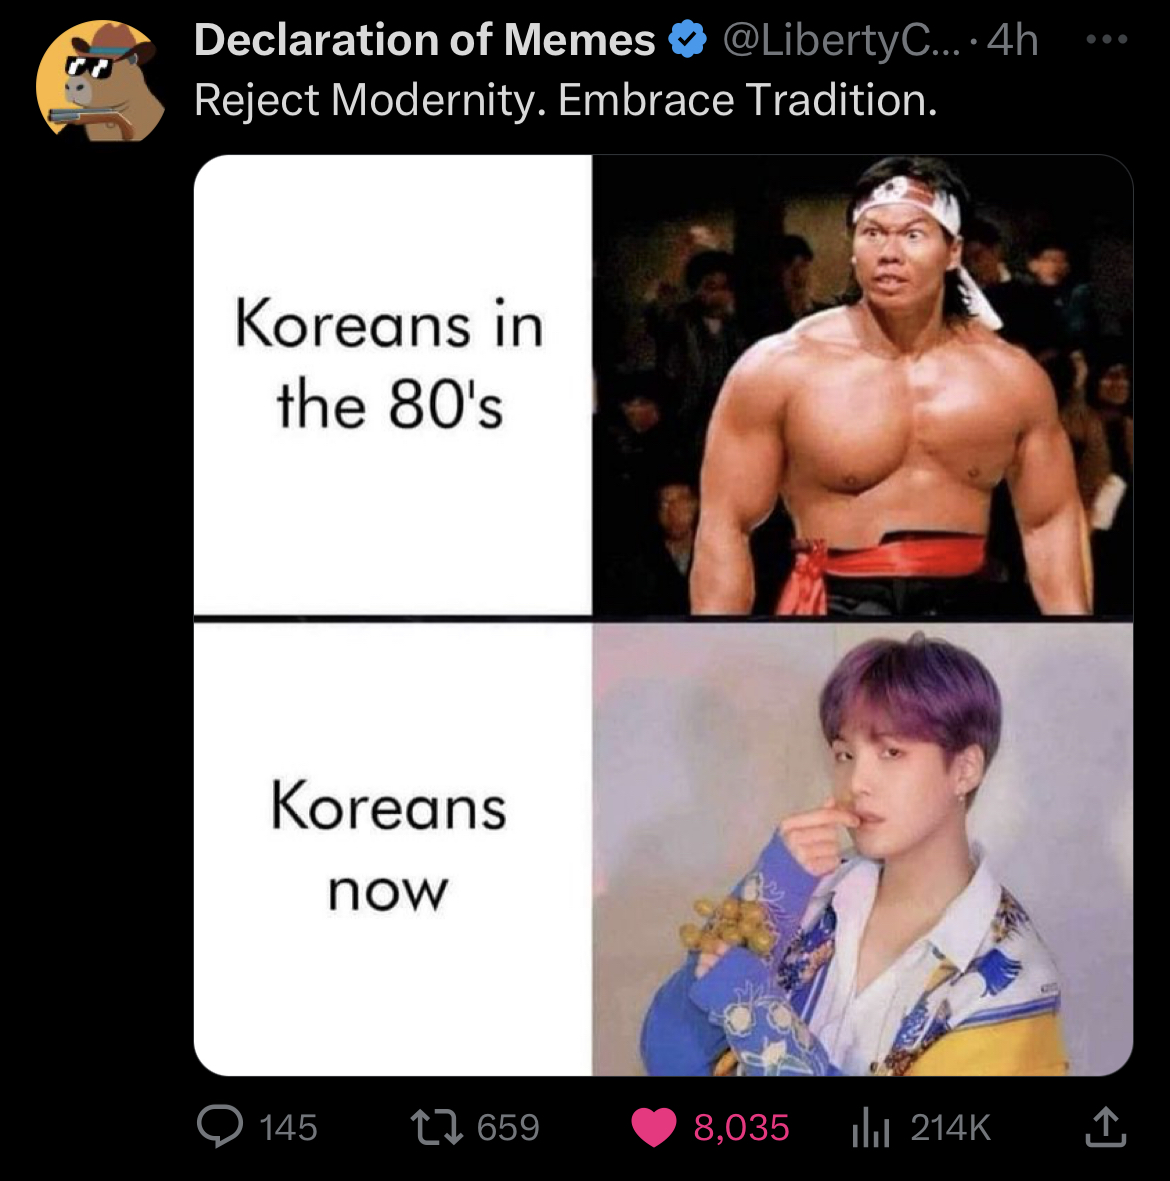 Declaration of Memes @LibertyC... · 4h
Reject Modernity. Embrace Tradition.
Koreans in
the 80's
Koreans
now
145 659 8,035 214K